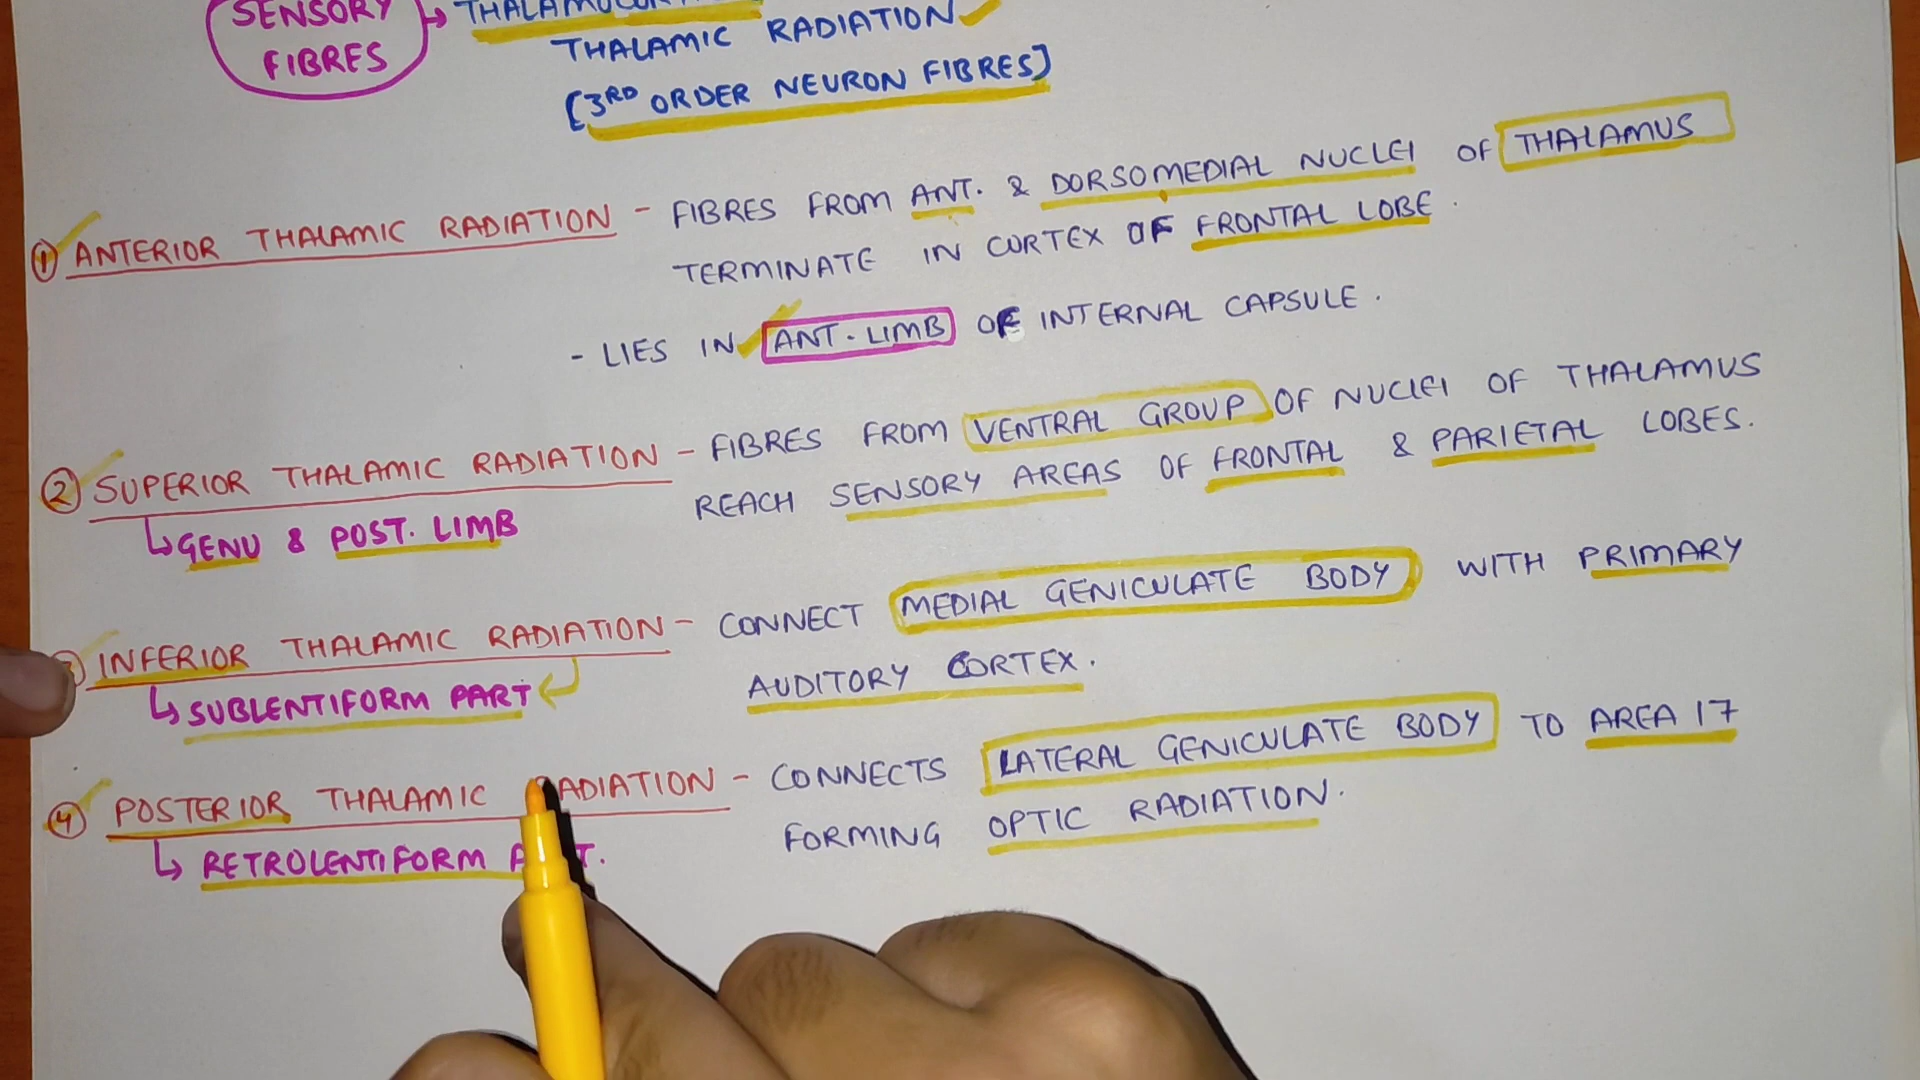 SENSORY
FIBRES
THALAMIC RADIATION
[3RD ORDER NEURON FIBRES]
① ANTERIOR THALAMIC RADIATION - FIBRES FROM ANT. & DORSOMEDIAL NUCLEI OF THALAMUS
TERMINATE IN CORTEX OF FRONTAL LOBE.
- LIES IN ANT. LIMB OF INTERNAL CAPSULE.
② SUPERIOR THALAMIC RADIATION - FIBRES FROM VENTRAL GROUP OF NUCLEI OF THALAMUS
REACH SENSORY AREAS OF FRONTAL & PARIETAL LOBES.
↳ GENU & POST. LIMB
INFERIOR THALAMIC RADIATION - CONNECT MEDIAL GENICULATE BODY WITH PRIMARY
AUDITORY CORTEX.
↳ SUBLENTIFORM PART
④ POSTERIOR THALAMIC RADIATION - CONNECTS LATERAL GENICULATE BODY TO AREA 17
FORMING OPTIC RADIATION.
↳ RETROLENTIFORM